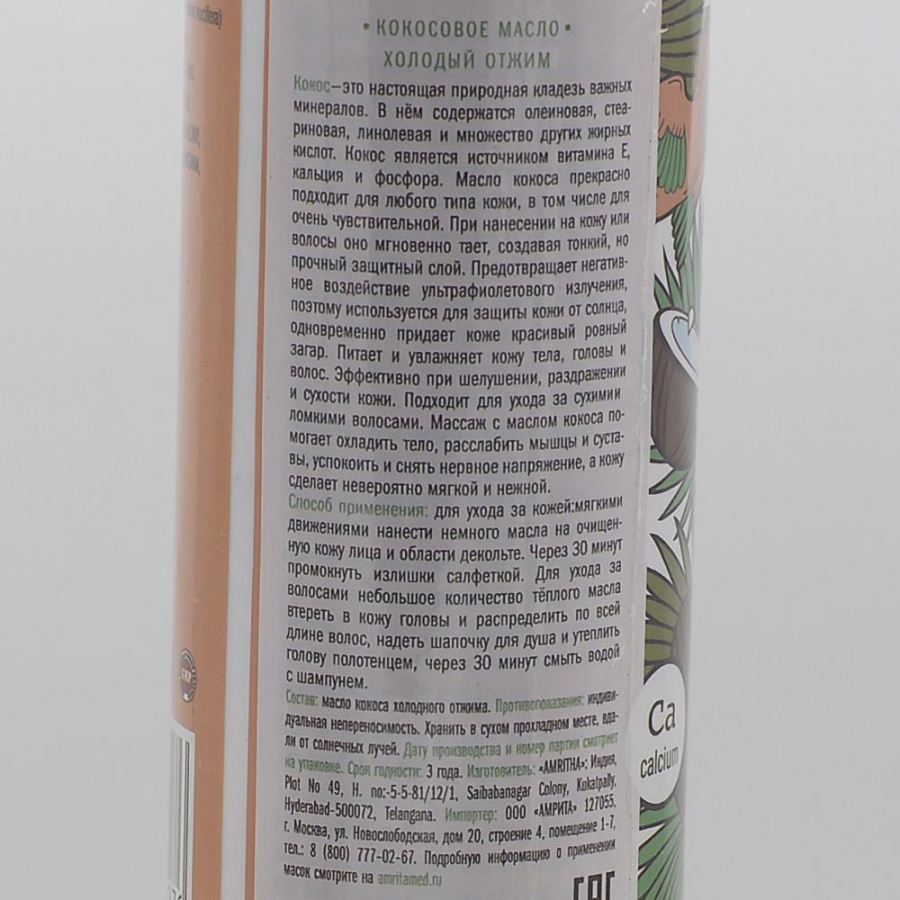 • КОКОСОВОЕ МАСЛО •
ХОЛОДЫЙ ОТЖИМ
Кокос—это настоящая природная кладезь важных
минералов. В нём содержатся олеиновая, стеа-
риновая, линолевая и множество других жирных
кислот. Кокос является источником витамина Е,
кальция и фосфора. Масло кокоса прекрасно
подходит для любого типа кожи, в том числе для
очень чувствительной. При нанесении на кожу или
волосы оно мгновенно тает, создавая тонкий, но
прочный защитный слой. Предотвращает негатив-
ное воздействие ультрафиолетового излучения,
поэтому используется для защиты кожи от солнца,
одновременно придает коже красивый ровный
загар. Питает и увлажняет кожу тела, головы и
волос. Эффективно при шелушении, раздражении
и сухости кожи. Подходит для ухода за сухимии
ломкими волосами. Массаж с маслом кокоса по-
могает охладить тело, расслабить мышцы и суста-
вы, успокоить и снять нервное напряжение, а кожу
сделает невероятно мягкой и нежной.
Способ применения: для ухода за кожей:мягкими
движениями нанести немного масла на очищен-
ную кожу лица и области декольте. Через 30 минут
промокнуть излишки салфеткой. Для ухода за
волосами небольшое количество тёплого масла
втереть в кожу головы и распределить по всей
длине волос, надеть шапочку для душа и утеплить
голову полотенцем, через 30 минут смыть водой
с шампунем.
Состав: масло кокоса холодного отжима. Противопоказания: индиви-
дуальная непереносимость. Хранить в сухом прохладном месте, вда-
ли от солнечных лучей. Дату производства и номер партии смотриет
на упаковке. Срок годности: 3 года. Изготовитель: «AMRITHA»: Индия,
Plot No 49, H. no:-5-5-81/12/1, Saibabanagar Colony, Kukatpally,
Hyderabad-500072, Telangana. Импортер: ООО «АМРИТА» 127055,
г. Москва, ул. Новослободская, дом 20, строение 4, помещение 1-7,
тел.: 8 (800) 777-02-67. Подробную информацию о применении
масок смотрите на amritamed.ru
EAC
Ca
calcium